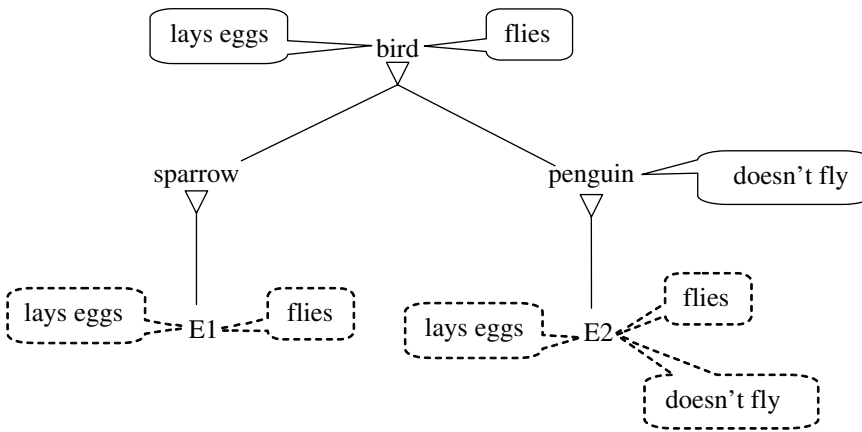 lays eggs
bird
flies
sparrow
penguin
doesn't fly
lays eggs
E1
flies
lays eggs
E2
flies
doesn't fly